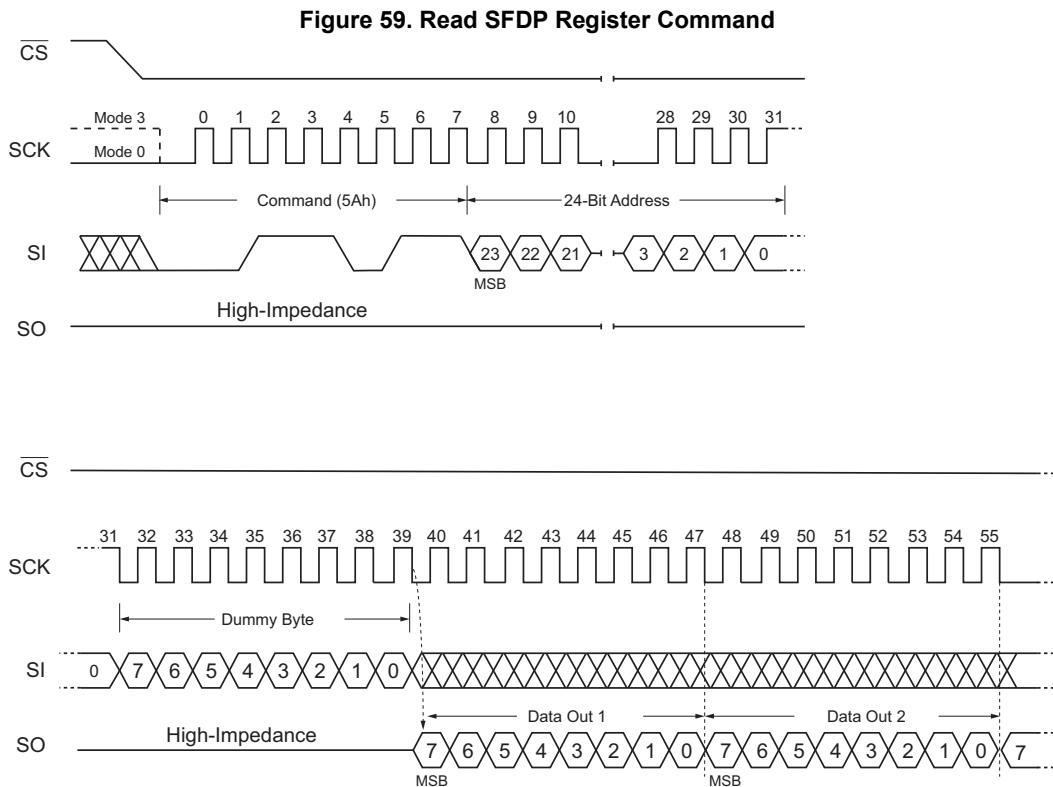 Figure 59. Read SFDP Register Command
CS
Mode 3
0 1 2 3 4 5 6 7 8 9 10 28 29 30 31
SCK
Mode 0
Command (5Ah) 24-Bit Address
SI
23 22 21 3 2 1 0
MSB
High-Impedance
SO
CS
31 32 33 34 35 36 37 38 39 40 41 42 43 44 45 46 47 48 49 50 51 52 53 54 55
SCK
Dummy Byte
SI 0 7 6 5 4 3 2 1 0
Data Out 1 Data Out 2
High-Impedance
SO 7 6 5 4 3 2 1 0 7 6 5 4 3 2 1 0 7
MSB MSB